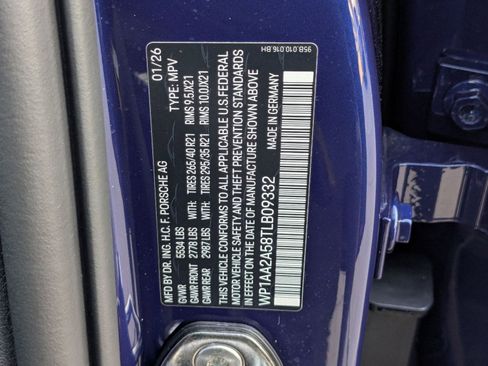 95B.010.016.BH
01/26
TYPE: MPV
MFD BY DR. ING. H.C. F. PORSCHE AG
GVWR 5534 LBS
GAWR FRONT 2778 LBS WITH: TIRES 265/40 R21 RIMS 9.5JX21
GAWR REAR 2987 LBS WITH: TIRES 295/35 R21 RIMS 10.0JX21
THIS VEHICLE CONFORMS TO ALL APPLICABLE U.S. FEDERAL
MOTOR VEHICLE SAFETY AND THEFT PREVENTION STANDARDS
IN EFFECT ON THE DATE OF MANUFACTURE SHOWN ABOVE
WP1AA2A58TLB09332 MADE IN GERMANY